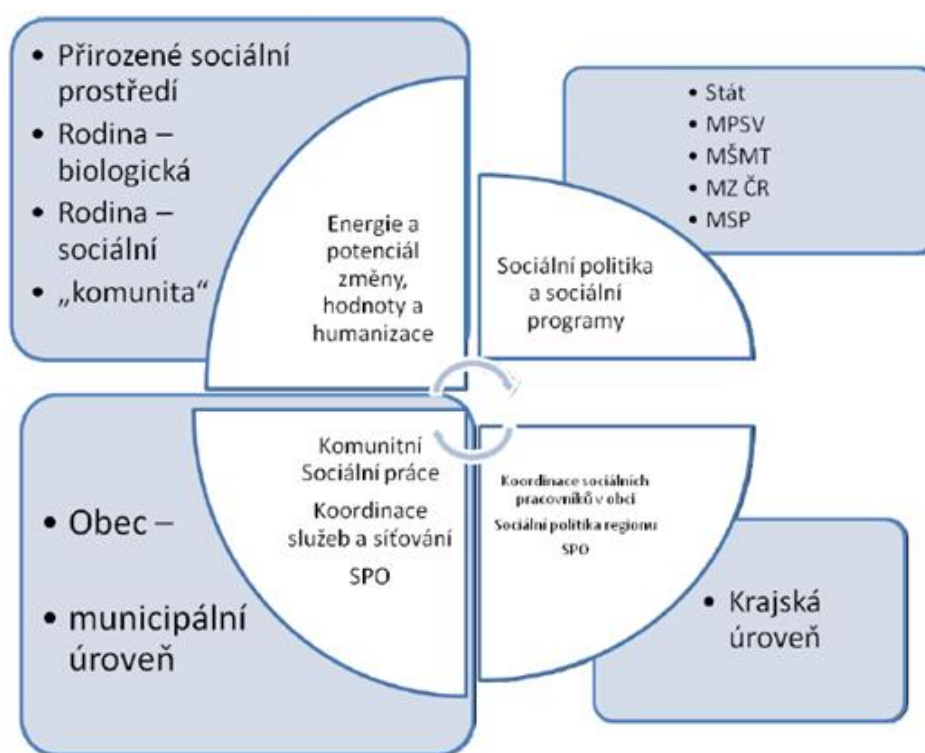 • Přirozené sociální
prostředí
• Rodina –
biologická
• Rodina –
sociální
• „komunita“
Energie a
potenciál
změny,
hodnoty a
humanizace
• Stát
• MPSV
• MŠMT
• MZ ČR
• MSP
Sociální politika
a sociální
programy
• Obec –
• municipální
úroveň
Komunitní
Sociální práce
Koordinace
služeb a síťování
SPO
Koordinace sociálních
pracovníků v obci
Sociální politika regionu
SPO
• Krajská
úroveň